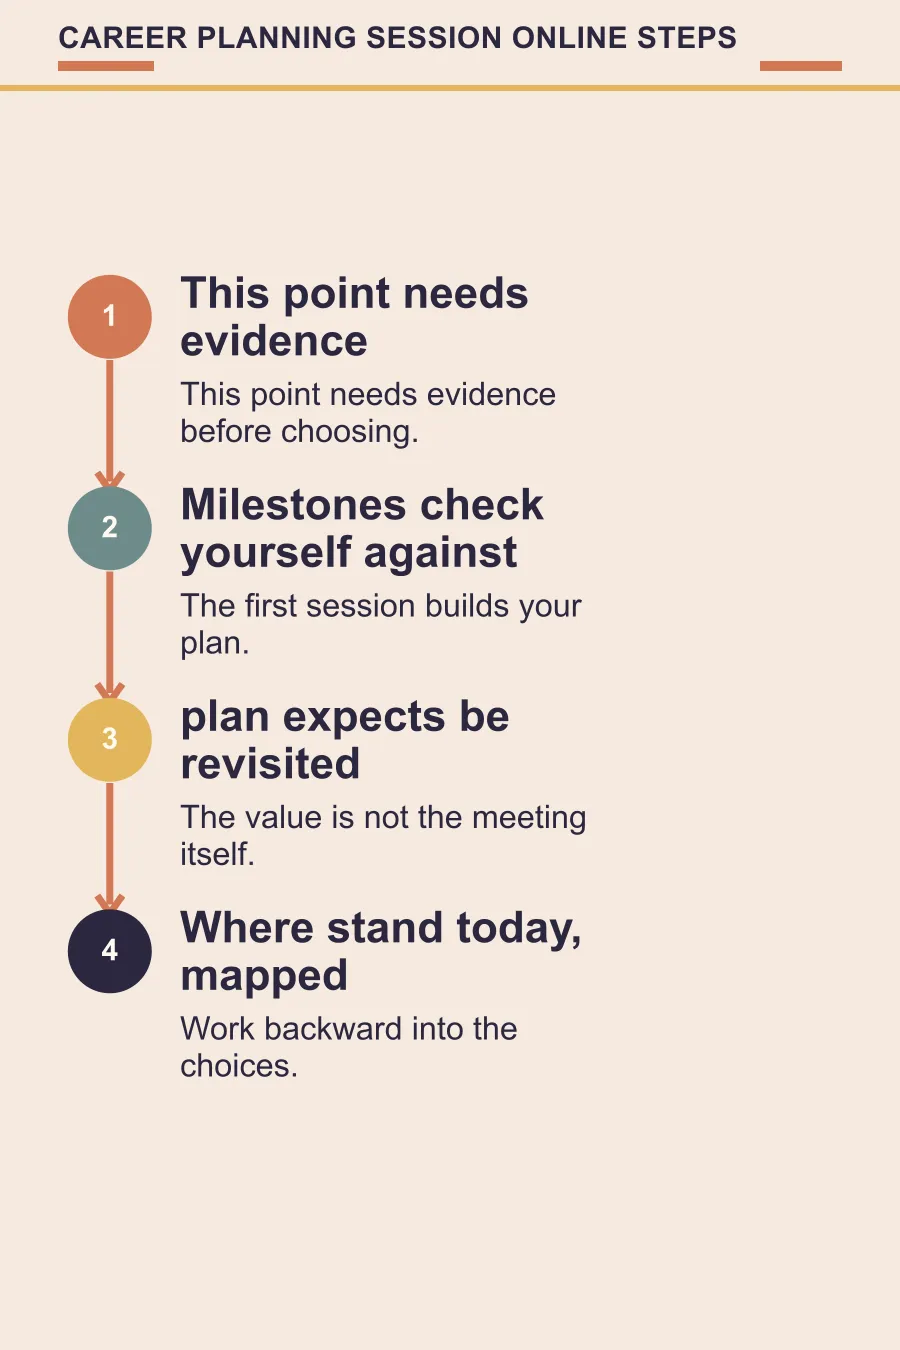 CAREER PLANNING SESSION ONLINE STEPS
1
This point needs
evidence
This point needs evidence
before choosing.
2
Milestones check
yourself against
The first session builds your
plan.
3
plan expects be
revisited
The value is not the meeting
itself.
4
Where stand today,
mapped
Work backward into the
choices.